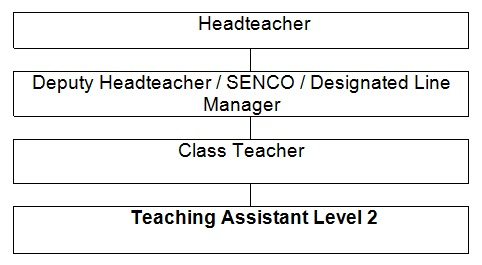 Headteacher
Deputy Headteacher / SENCO / Designated Line
Manager
Class Teacher
Teaching Assistant Level 2